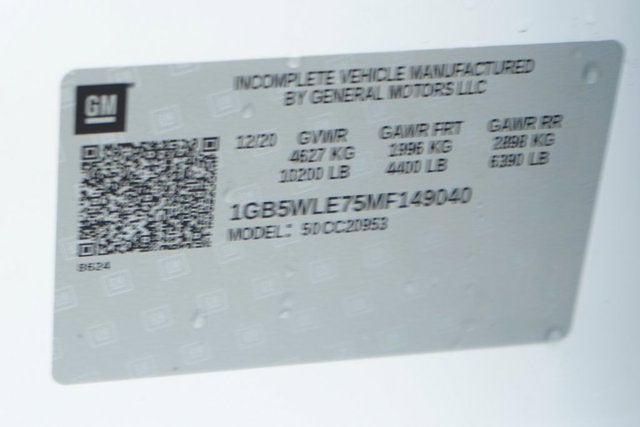 GM
INCOMPLETE VEHICLE MANUFACTURED
BY GENERAL MOTORS LLC
12/20 GVWR GAWR FRT GAWR RR
4627 KG 1996 KG 2898 KG
10200 LB 4400 LB 6390 LB
1GB5WLE75MF149040
MODEL: 50CC20953
8624